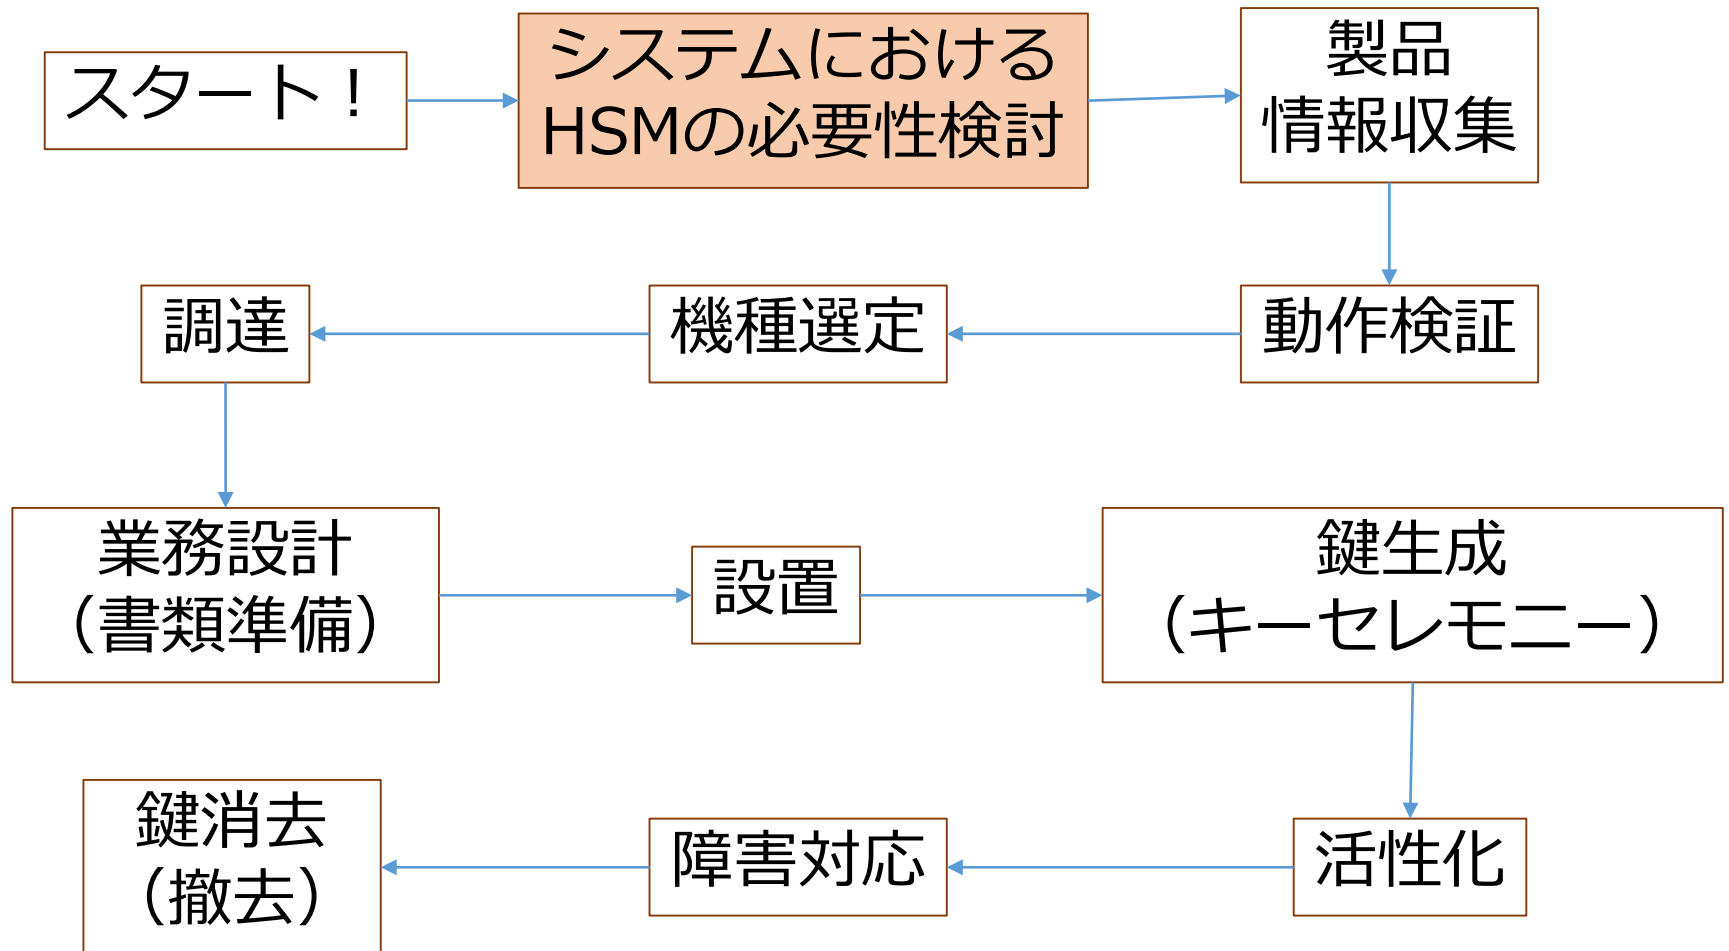 スタート！
システムにおける
HSMの必要性検討
製品
情報収集
動作検証
機種選定
調達
業務設計
（書類準備）
設置
鍵生成
（キーセレモニー）
活性化
障害対応
鍵消去
（撤去）